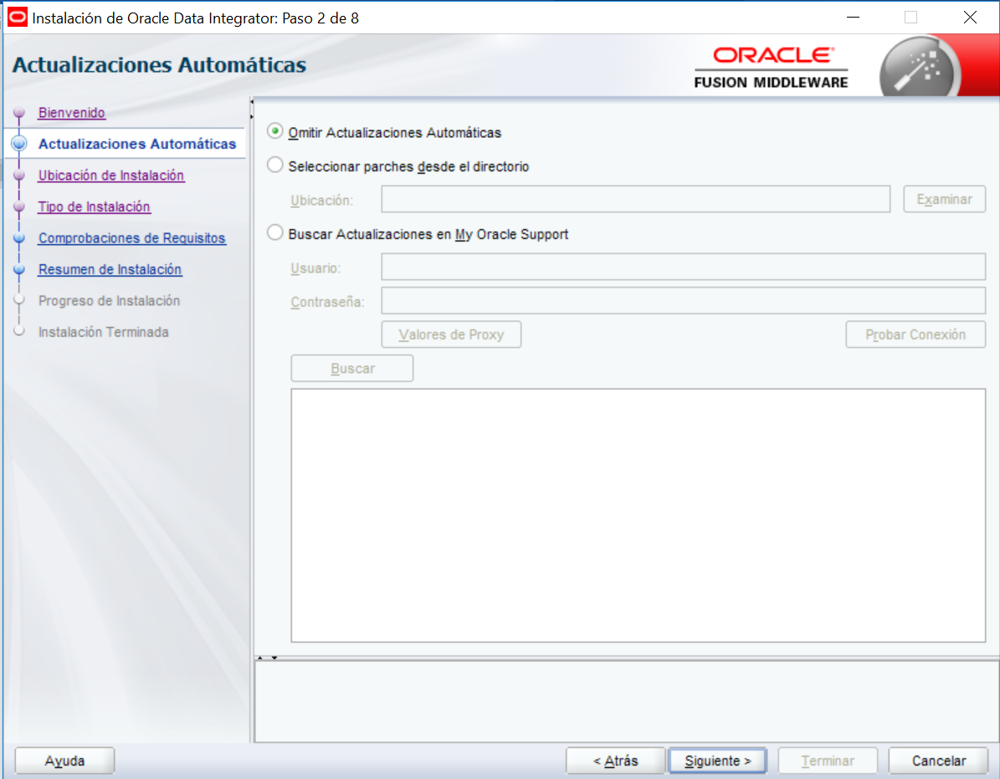 Instalación de Oracle Data Integrator: Paso 2 de 8
Actualizaciones Automáticas
ORACLE
FUSION MIDDLEWARE
Bienvenido
Actualizaciones Automáticas
Ubicación de Instalación
Tipo de Instalación
Comprobaciones de Requisitos
Resumen de Instalación
Progreso de Instalación
Instalación Terminada
Omitir Actualizaciones Automáticas
Seleccionar parches desde el directorio
Ubicación:
Examinar
Buscar Actualizaciones en My Oracle Support
Usuario:
Contraseña:
Valores de Proxy
Probar Conexión
Buscar
Ayuda
< Atrás
Siguiente >
Terminar
Cancelar